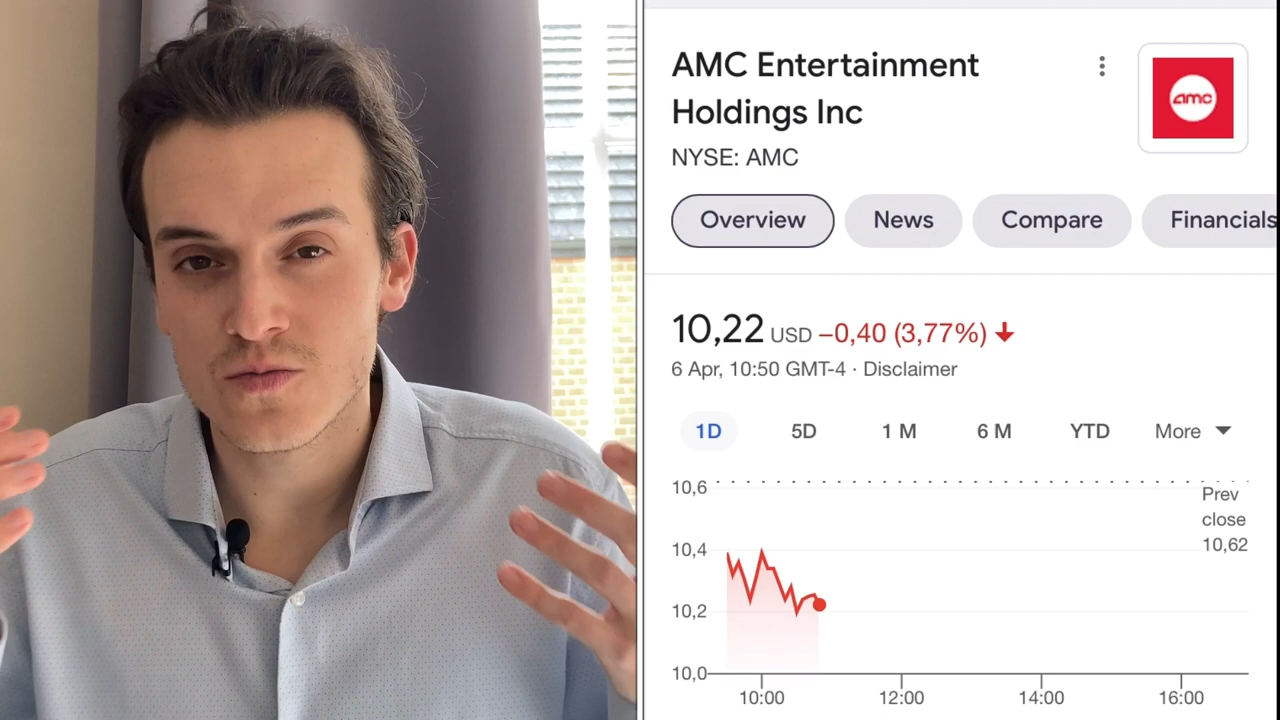 AMC Entertainment
Holdings Inc
amc
NYSE: AMC
Overview
News
Compare
Financials
10,22 USD −0,40 (3,77%)
6 Apr, 10:50 GMT-4 · Disclaimer
1D
5D
1 M
6 M
YTD
More
10,6
Prev
close
10,62
10,4
10,2
10,0
10:00
12:00
14:00
16:00